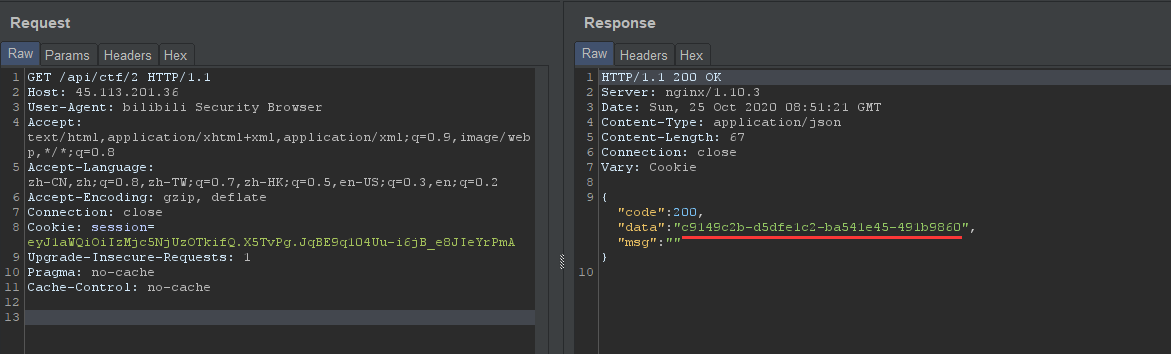 Request
Raw Params Headers Hex
1 GET /api/ctf/2 HTTP/1.1
2 Host: 45.113.201.36
3 User-Agent: bilibili Security Browser
4 Accept:
text/html,application/xhtml+xml,application/xml;q=0.9,image/web
p,*/*;q=0.8
5 Accept-Language:
zh-CN,zh;q=0.8,zh-TW;q=0.7,zh-HK;q=0.5,en-US;q=0.3,en;q=0.2
6 Accept-Encoding: gzip, deflate
7 Connection: close
8 Cookie: session=
eyJ1aWQiOiIzMjc5NjUzOTkifQ.X5TvPg.JqBE9q1O4Uu-i6jB_e8JIeYrPmA
9 Upgrade-Insecure-Requests: 1
10 Pragma: no-cache
11 Cache-Control: no-cache
12
13
Response
Raw Headers Hex
1 HTTP/1.1 200 OK
2 Server: nginx/1.10.3
3 Date: Sun, 25 Oct 2020 08:51:21 GMT
4 Content-Type: application/json
5 Content-Length: 67
6 Connection: close
7 Vary: Cookie
8
9 {
"code":200,
"data":"c9149c2b-d5dfe1c2-ba541e45-491b9860",
"msg":""
}
10